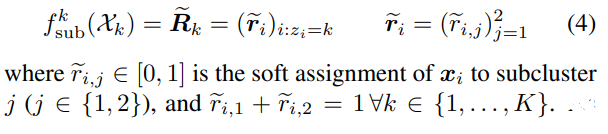 f^k_sub(𝒳_k) = R̃_k = (r̃_i)_{i:z_i=k}    r̃_i = (r̃_{i,j})^2_{j=1}    (4)
where r̃_{i,j} ∈ [0, 1] is the soft assignment of x_i to subcluster
j (j ∈ {1, 2}), and r̃_{i,1} + r̃_{i,2} = 1 ∀k ∈ {1, . . . , K}.